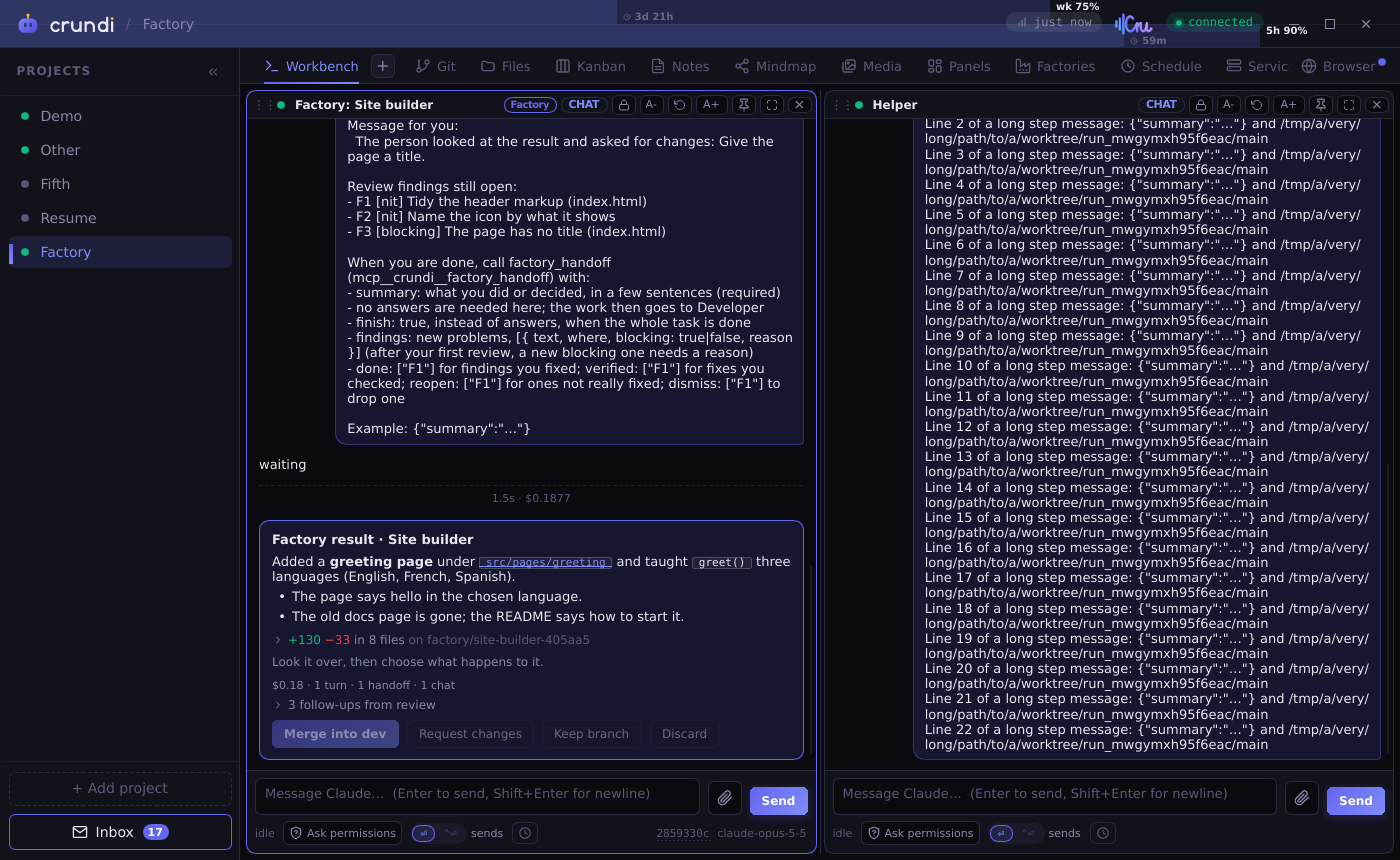 crundi / Factory
3d 21h
wk 75%
just now
Cru
connected
59m
5h 90%
PROJECTS
Demo
Other
Fifth
Resume
Factory
+ Add project
Inbox 17
Workbench
Git
Files
Kanban
Notes
Mindmap
Media
Panels
Factories
Schedule
Servic
Browser
Factory: Site builder
Factory CHAT A- A+
Message for you:
The person looked at the result and asked for changes: Give the
page a title.
Review findings still open:
- F1 [nit] Tidy the header markup (index.html)
- F2 [nit] Name the icon by what it shows
- F3 [blocking] The page has no title (index.html)
When you are done, call factory_handoff
(mcp__crundi__factory_handoff) with:
- summary: what you did or decided, in a few sentences (required)
- no answers are needed here; the work then goes to Developer
- finish: true, instead of answers, when the whole task is done
- findings: new problems, [{ text, where, blocking: true|false, reason
}] (after your first review, a new blocking one needs a reason)
- done: ["F1"] for findings you fixed; verified: ["F1"] for fixes you
checked; reopen: ["F1"] for ones not really fixed; dismiss: ["F1"] to
drop one
Example: {"summary":"…"}
waiting
1.5s · $0.1877
Factory result · Site builder
Added a greeting page under src/pages/greeting and taught greet() three
languages (English, French, Spanish).
• The page says hello in the chosen language.
• The old docs page is gone; the README says how to start it.
+130 −33 in 8 files on factory/site-builder-405aa5
Look it over, then choose what happens to it.
$0.18 · 1 turn · 1 handoff · 1 chat
3 follow-ups from review
Merge into dev
Request changes
Keep branch
Discard
Message Claude… (Enter to send, Shift+Enter for newline)
Send
idle
Ask permissions
sends
2859330c claude-opus-5-5
Helper
CHAT A- A+
Line 2 of a long step message: {"summary":"…"} and /tmp/a/very/
long/path/to/a/worktree/run_mwgymxh95f6eac/main
Line 3 of a long step message: {"summary":"…"} and /tmp/a/very/
long/path/to/a/worktree/run_mwgymxh95f6eac/main
Line 4 of a long step message: {"summary":"…"} and /tmp/a/very/
long/path/to/a/worktree/run_mwgymxh95f6eac/main
Line 5 of a long step message: {"summary":"…"} and /tmp/a/very/
long/path/to/a/worktree/run_mwgymxh95f6eac/main
Line 6 of a long step message: {"summary":"…"} and /tmp/a/very/
long/path/to/a/worktree/run_mwgymxh95f6eac/main
Line 7 of a long step message: {"summary":"…"} and /tmp/a/very/
long/path/to/a/worktree/run_mwgymxh95f6eac/main
Line 8 of a long step message: {"summary":"…"} and /tmp/a/very/
long/path/to/a/worktree/run_mwgymxh95f6eac/main
Line 9 of a long step message: {"summary":"…"} and /tmp/a/very/
long/path/to/a/worktree/run_mwgymxh95f6eac/main
Line 10 of a long step message: {"summary":"…"} and /tmp/a/very/
long/path/to/a/worktree/run_mwgymxh95f6eac/main
Line 11 of a long step message: {"summary":"…"} and /tmp/a/very/
long/path/to/a/worktree/run_mwgymxh95f6eac/main
Line 12 of a long step message: {"summary":"…"} and /tmp/a/very/
long/path/to/a/worktree/run_mwgymxh95f6eac/main
Line 13 of a long step message: {"summary":"…"} and /tmp/a/very/
long/path/to/a/worktree/run_mwgymxh95f6eac/main
Line 14 of a long step message: {"summary":"…"} and /tmp/a/very/
long/path/to/a/worktree/run_mwgymxh95f6eac/main
Line 15 of a long step message: {"summary":"…"} and /tmp/a/very/
long/path/to/a/worktree/run_mwgymxh95f6eac/main
Line 16 of a long step message: {"summary":"…"} and /tmp/a/very/
long/path/to/a/worktree/run_mwgymxh95f6eac/main
Line 17 of a long step message: {"summary":"…"} and /tmp/a/very/
long/path/to/a/worktree/run_mwgymxh95f6eac/main
Line 18 of a long step message: {"summary":"…"} and /tmp/a/very/
long/path/to/a/worktree/run_mwgymxh95f6eac/main
Line 19 of a long step message: {"summary":"…"} and /tmp/a/very/
long/path/to/a/worktree/run_mwgymxh95f6eac/main
Line 20 of a long step message: {"summary":"…"} and /tmp/a/very/
long/path/to/a/worktree/run_mwgymxh95f6eac/main
Line 21 of a long step message: {"summary":"…"} and /tmp/a/very/
long/path/to/a/worktree/run_mwgymxh95f6eac/main
Line 22 of a long step message: {"summary":"…"} and /tmp/a/very/
long/path/to/a/worktree/run_mwgymxh95f6eac/main
Message Claude… (Enter to send, Shift+Enter for newline)
Send
idle
Ask permissions
sends